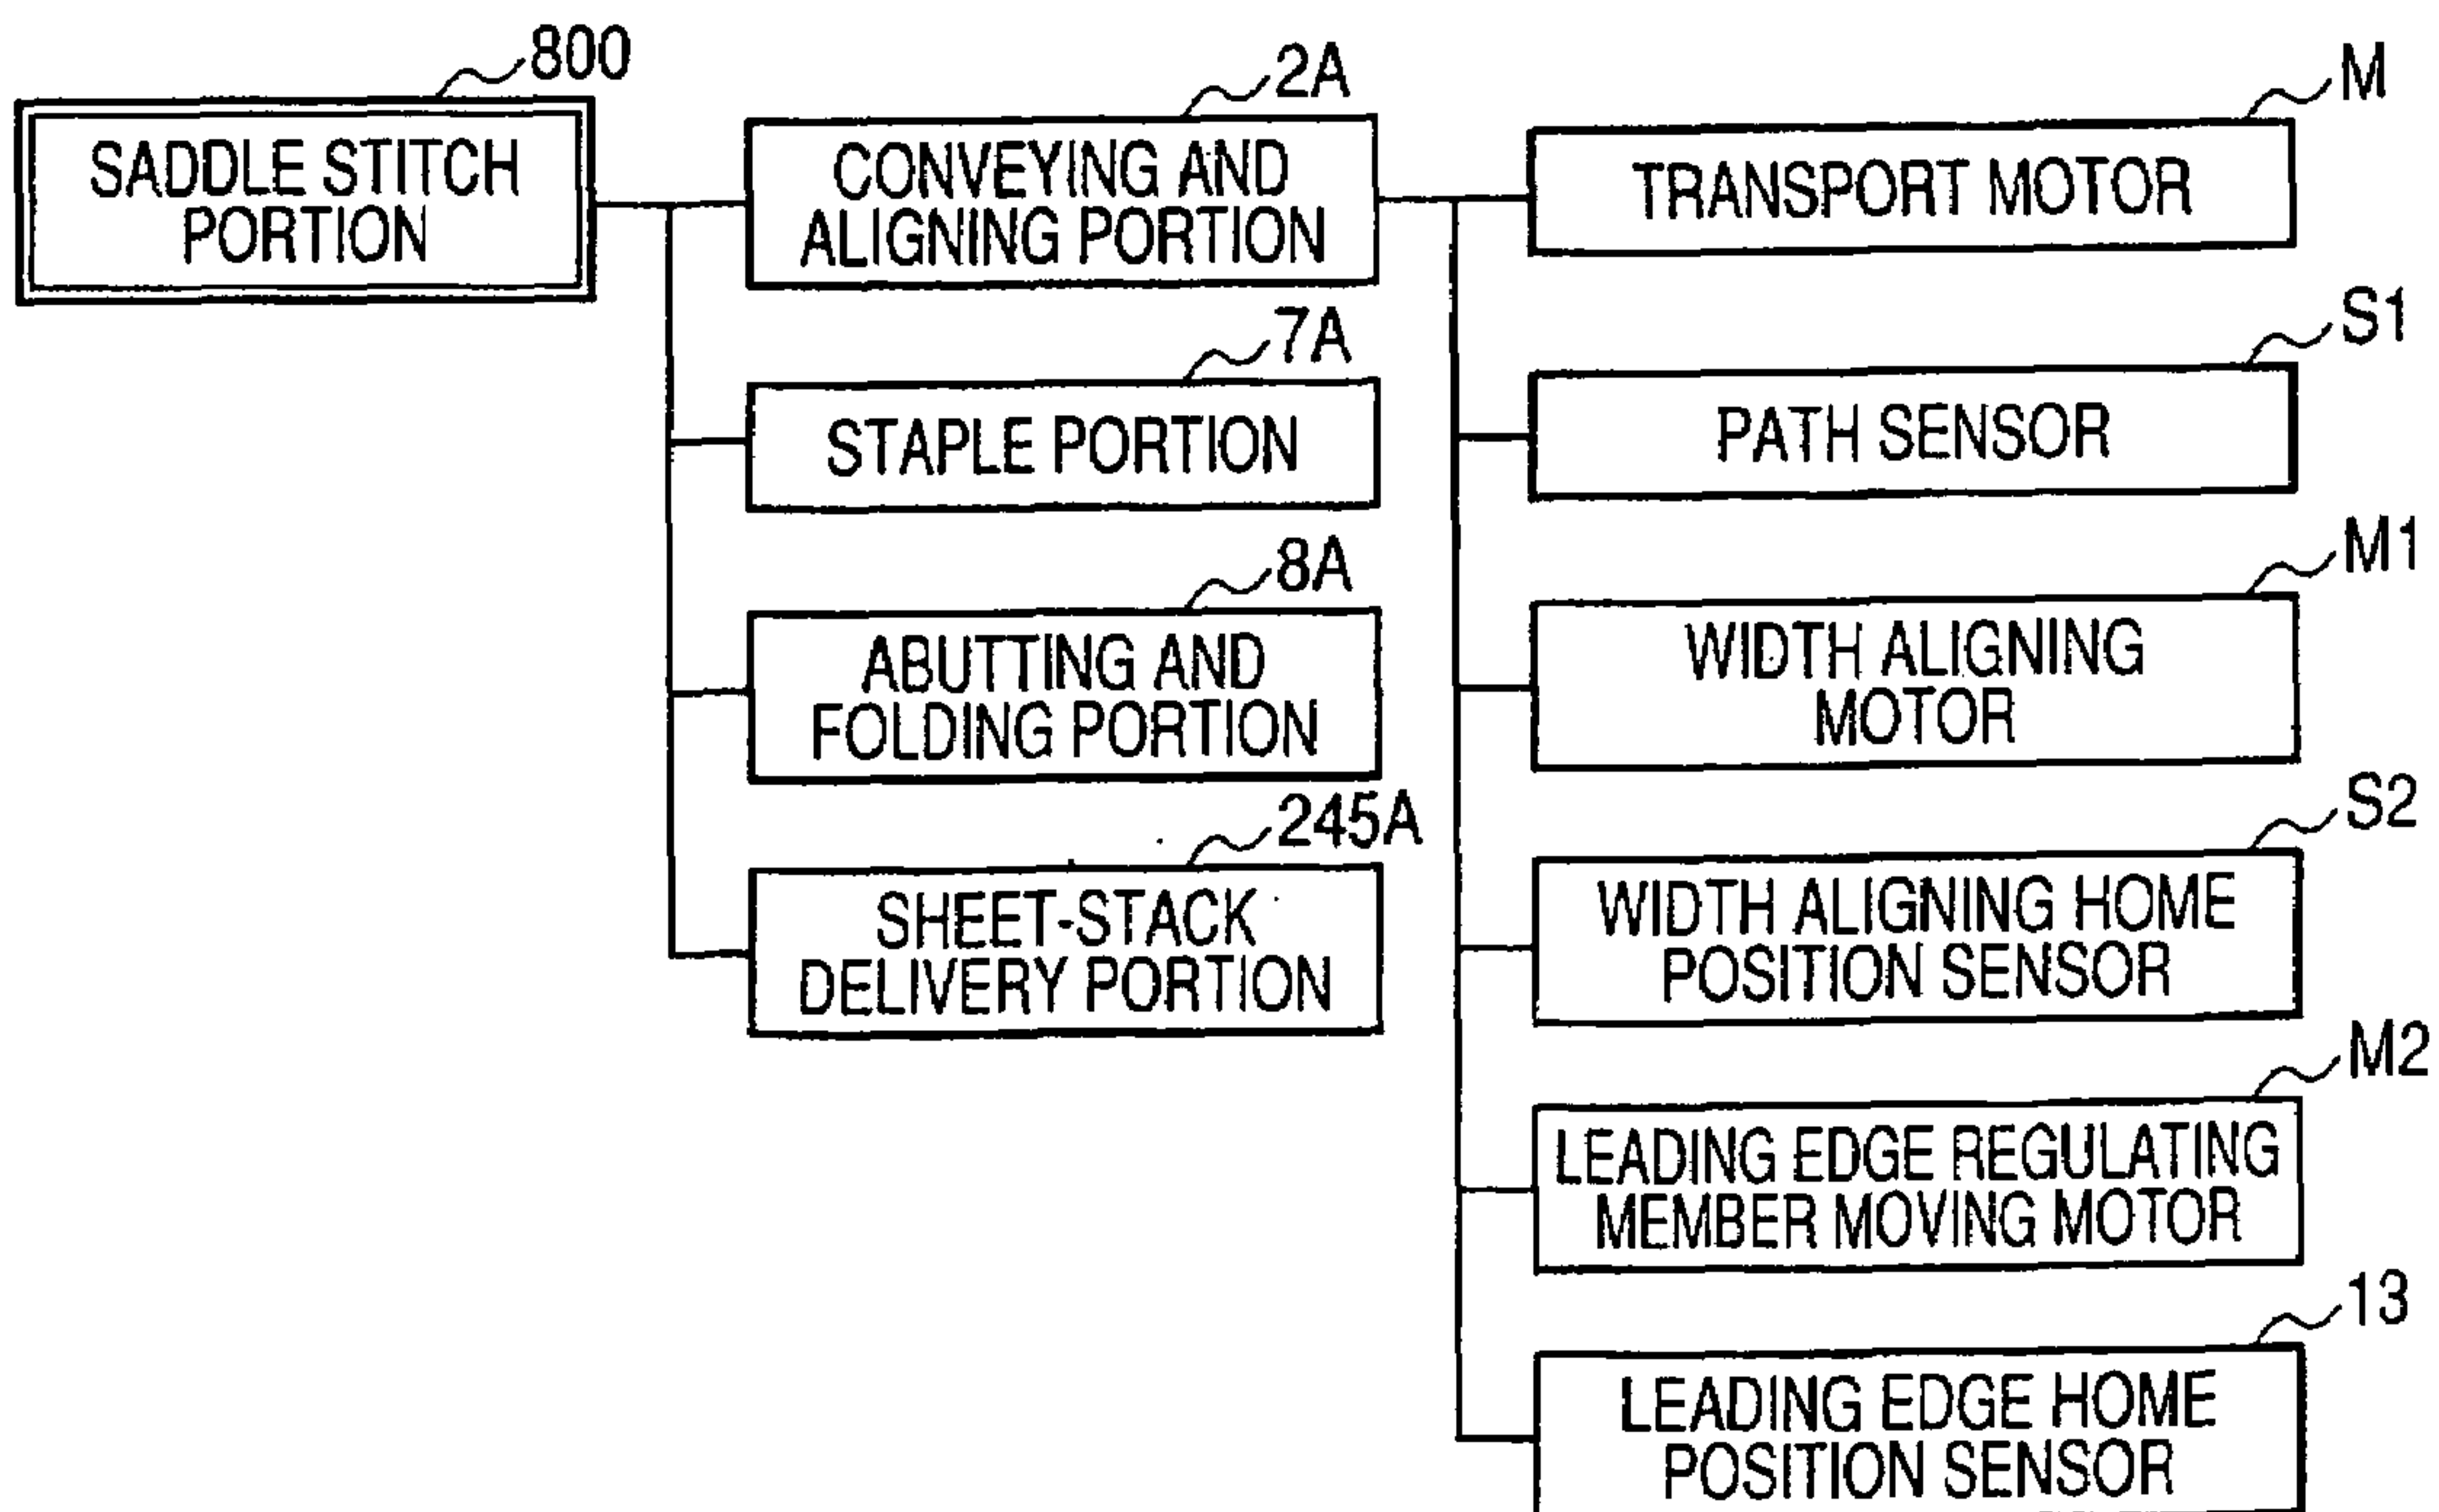 800
SADDLE STITCH
PORTION
2A
CONVEYING AND
ALIGNING PORTION
7A
STAPLE PORTION
8A
ABUTTING AND
FOLDING PORTION
245A
SHEET-STACK
DELIVERY PORTION
M
TRANSPORT MOTOR
S1
PATH SENSOR
M1
WIDTH ALIGNING
MOTOR
S2
WIDTH ALIGNING HOME
POSITION SENSOR
M2
LEADING EDGE REGULATING
MEMBER MOVING MOTOR
13
LEADING EDGE HOME
POSITION SENSOR